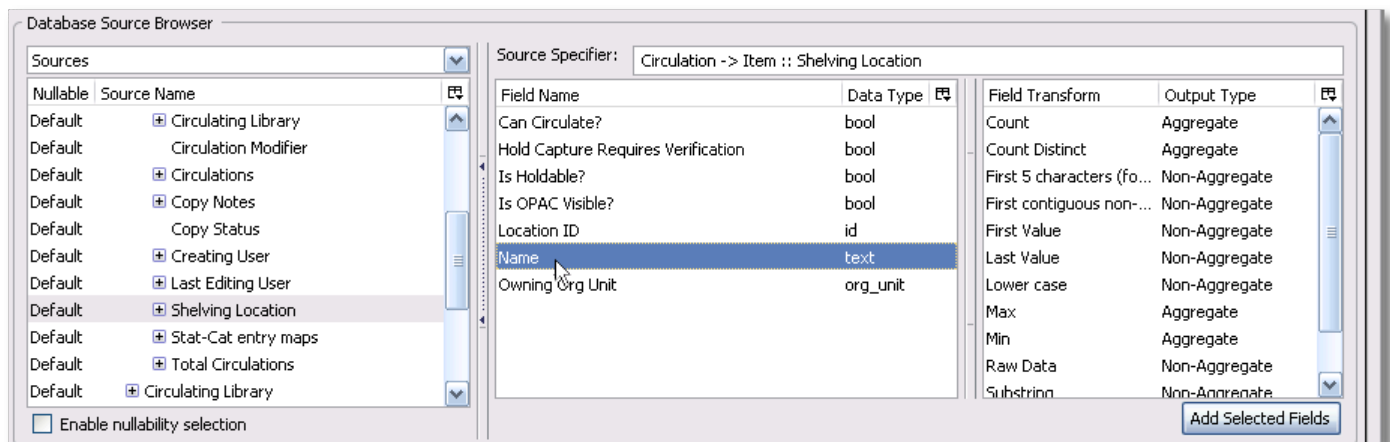 Database Source Browser
Sources
Nullable Source Name
Default Circulating Library
Default Circulation Modifier
Default Circulations
Default Copy Notes
Default Copy Status
Default Creating User
Default Last Editing User
Default Shelving Location
Default Stat-Cat entry maps
Default Total Circulations
Default Circulating Library
Enable nullability selection
Source Specifier: Circulation -> Item :: Shelving Location
Field Name Data Type
Can Circulate? bool
Hold Capture Requires Verification bool
Is Holdable? bool
Is OPAC Visible? bool
Location ID id
Name text
Owning Org Unit org_unit
Field Transform Output Type
Count Aggregate
Count Distinct Aggregate
First 5 characters (fo... Non-Aggregate
First contiguous non-... Non-Aggregate
First Value Non-Aggregate
Last Value Non-Aggregate
Lower case Non-Aggregate
Max Aggregate
Min Aggregate
Raw Data Non-Aggregate
Substring Non-Aggregate
Add Selected Fields